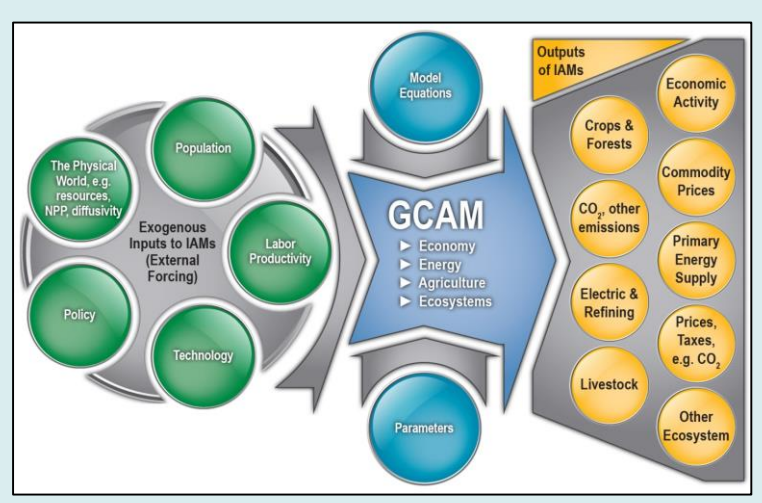 Population
The Physical
World, e.g.
resources,
NPP, diffusivity
Exogenous
Inputs to IAMs
(External
Forcing)
Labor
Productivity
Policy
Technology
Model
Equations
GCAM
▶ Economy
▶ Energy
▶ Agriculture
▶ Ecosystems
Parameters
Outputs
of IAMs
Economic
Activity
Crops &
Forests
Commodity
Prices
CO₂, other
emissions
Primary
Energy
Supply
Electric &
Refining
Prices,
Taxes,
e.g. CO₂
Livestock
Other
Ecosystem